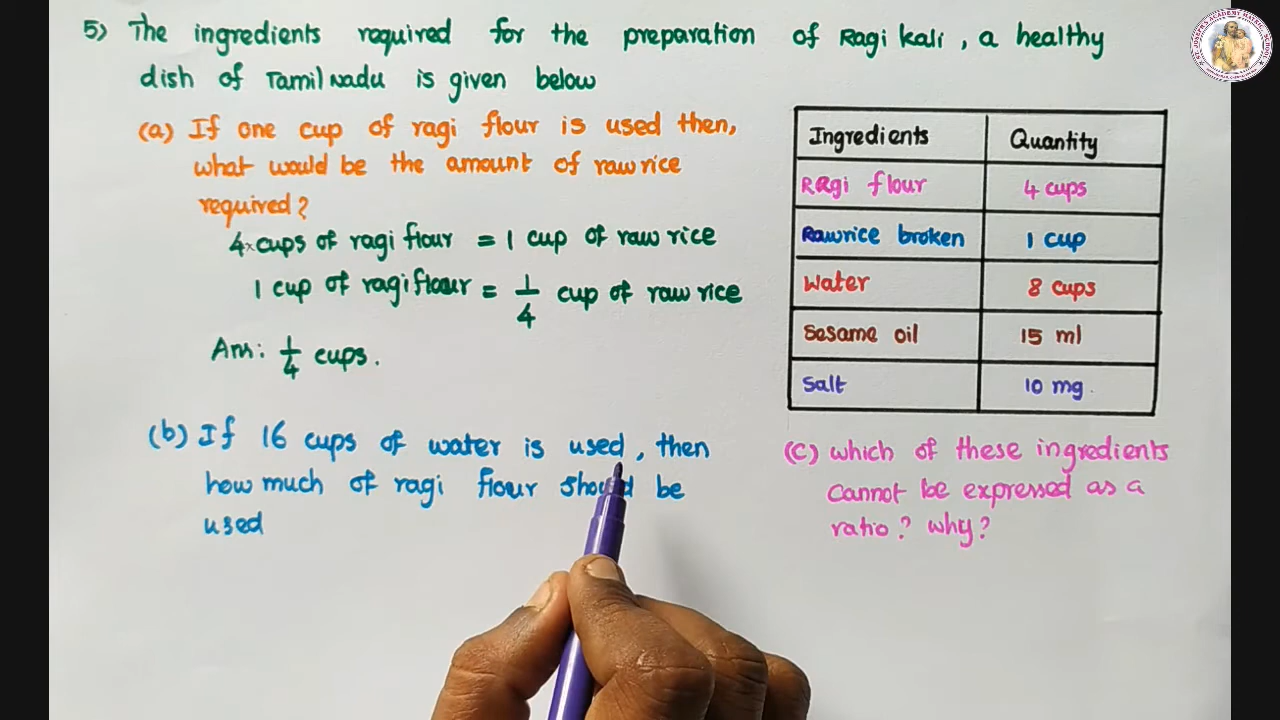 5) The ingredients required for the preparation of Ragi kali, a healthy
dish of Tamil Nadu is given below
(a) If one cup of ragi flour is used then,
what would be the amount of raw rice
required?
4 cups of ragi flour = 1 cup of raw rice
1 cup of ragi flour = 1/4 cup of raw rice
Ans: 1/4 cups.
Ingredients Quantity
Ragi flour 4 cups
Rawrice broken 1 cup
Water 8 cups
Sesame oil 15 ml
Salt 10 mg.
(b) If 16 cups of water is used, then
how much of ragi flour should be
used
(c) which of these ingredients
cannot be expressed as a
ratio? why?